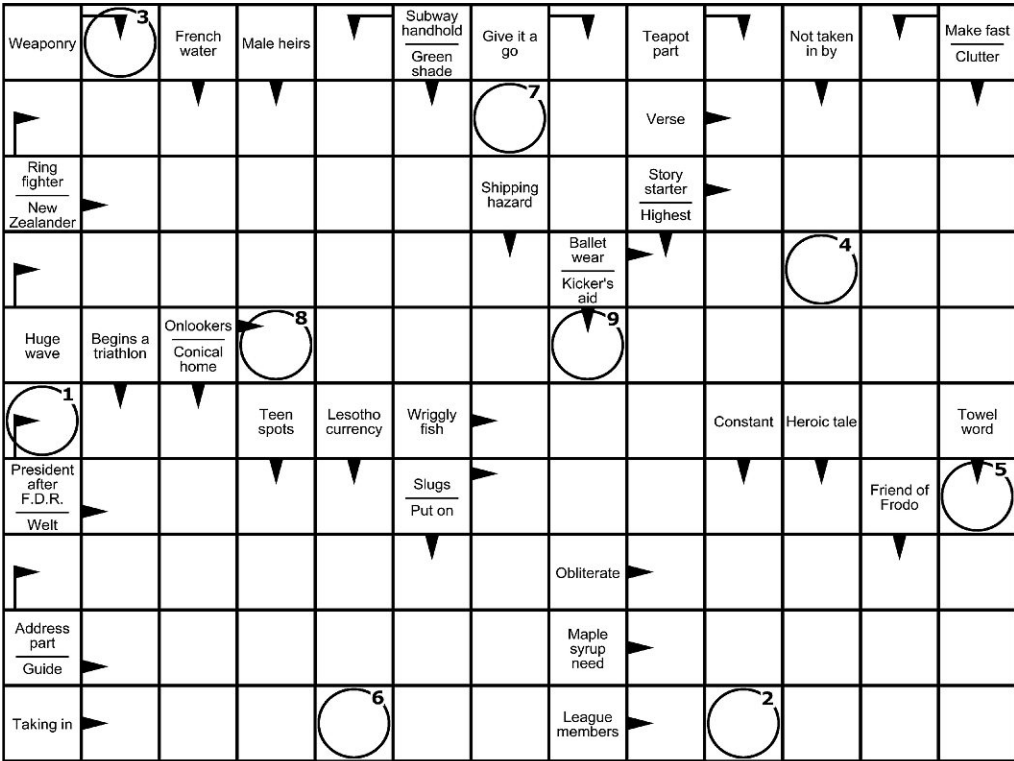 Weaponry
3
French
water
Male heirs
Subway
handhold
Green
shade
Give it a
go
Teapot
part
Not taken
in by
Make fast
Clutter
7
Verse
Ring
fighter
New
Zealander
Shipping
hazard
Story
starter
Highest
Ballet
wear
Kicker's
aid
4
Huge
wave
Begins a
triathlon
Onlookers
Conical
home
8
9
1
Teen
spots
Lesotho
currency
Wriggly
fish
Constant
Heroic tale
Towel
word
President
after
F.D.R.
Welt
Slugs
Put on
Friend of
Frodo
5
Obliterate
Address
part
Guide
Maple
syrup
need
Taking in
6
League
members
2